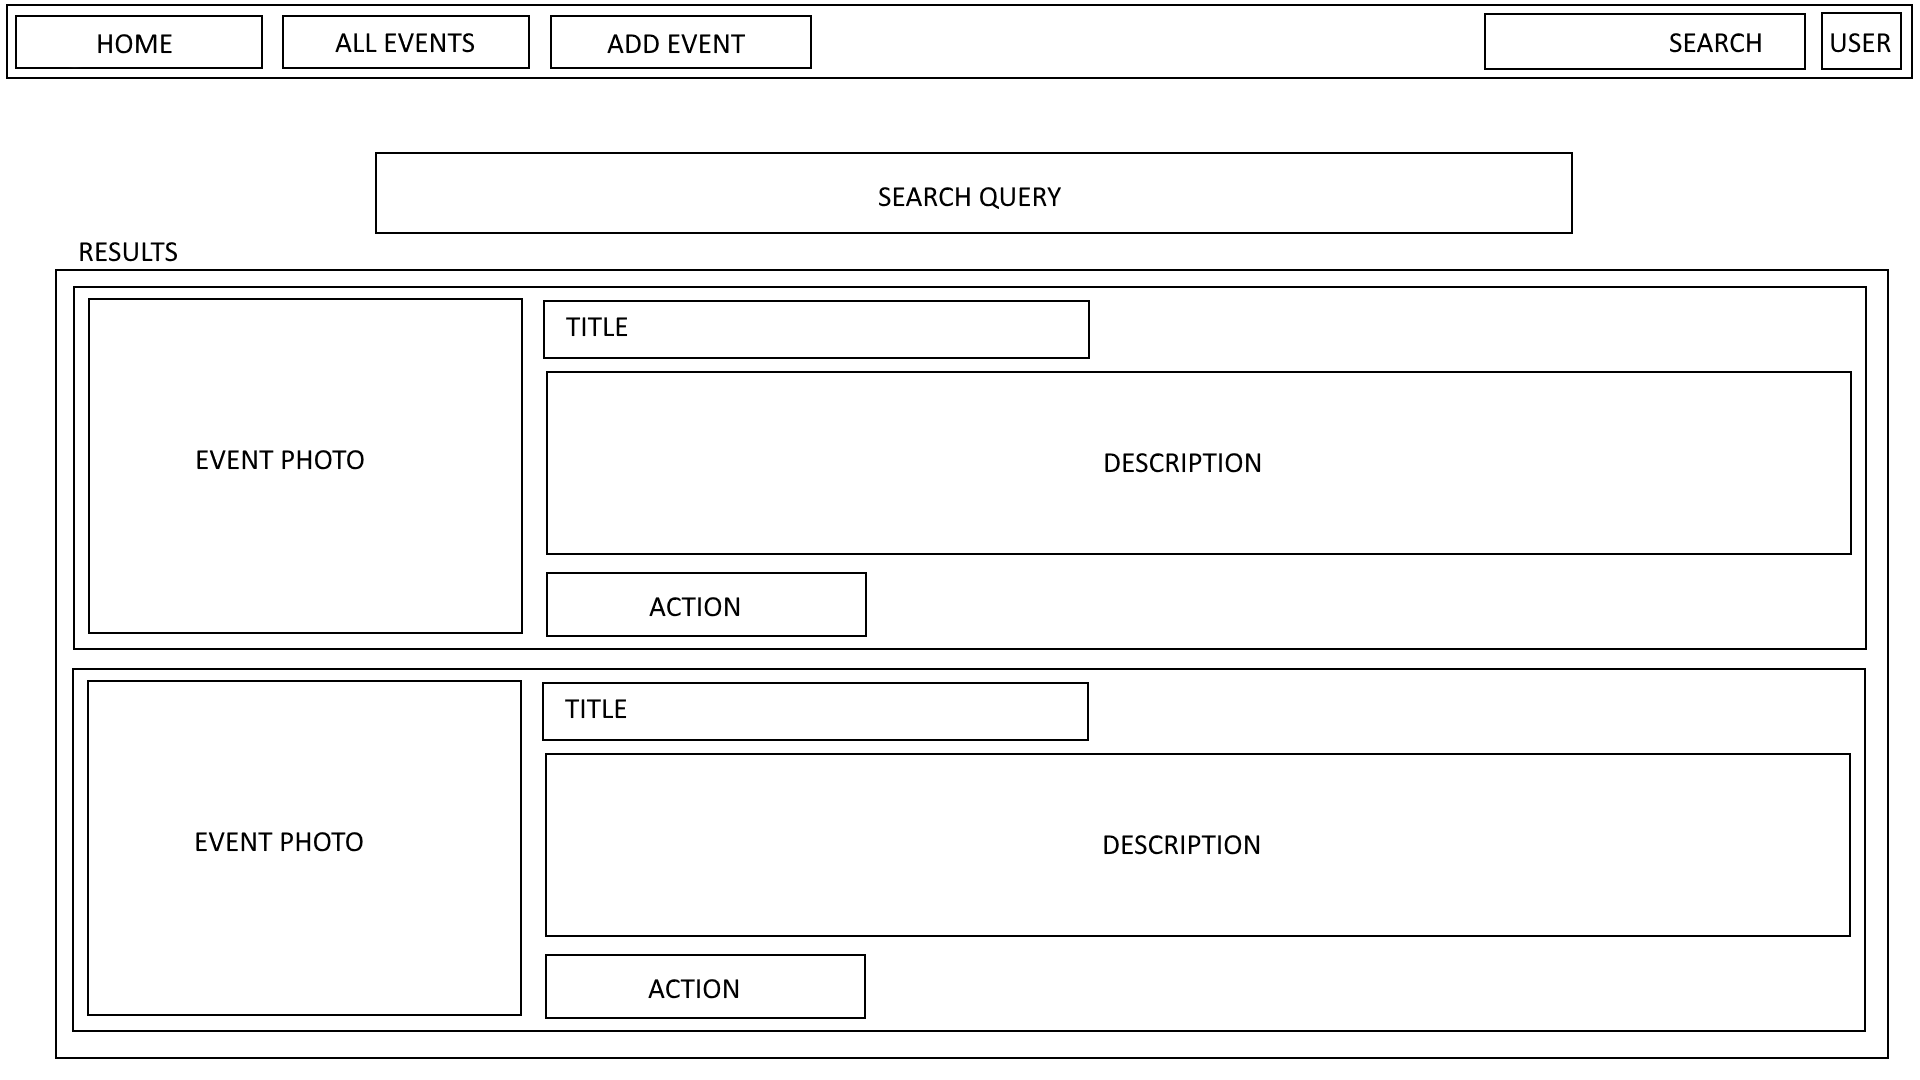 HOME
ALL EVENTS
ADD EVENT
SEARCH
USER
SEARCH QUERY
RESULTS
EVENT PHOTO
TITLE
DESCRIPTION
ACTION
EVENT PHOTO
TITLE
DESCRIPTION
ACTION